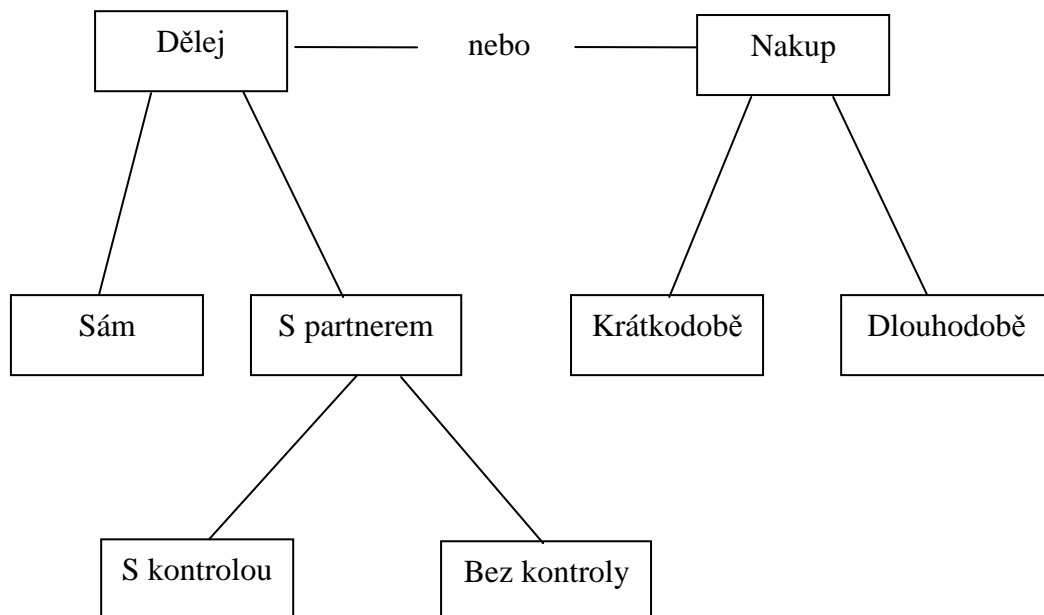 Dělej
nebo
Nakup
Sám
S partnerem
Krátkodobě
Dlouhodobě
S kontrolou
Bez kontroly